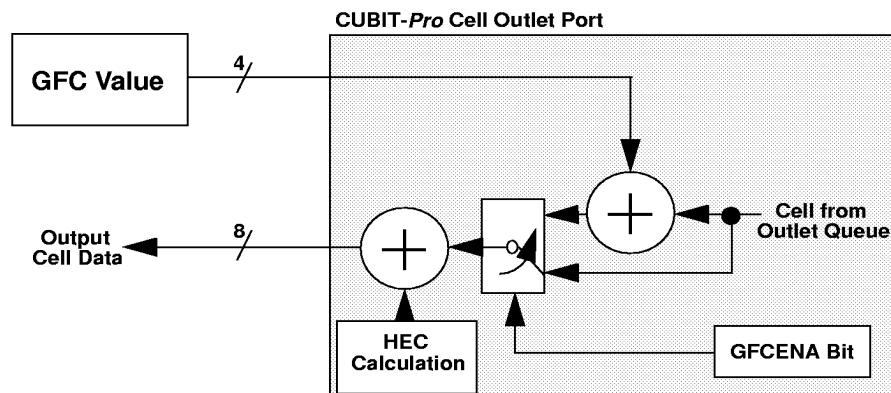 CUBIT-Pro Cell Outlet Port
GFC Value
4
Cell from
Outlet Queue
Output
Cell Data
8
HEC
Calculation
GFCENA Bit